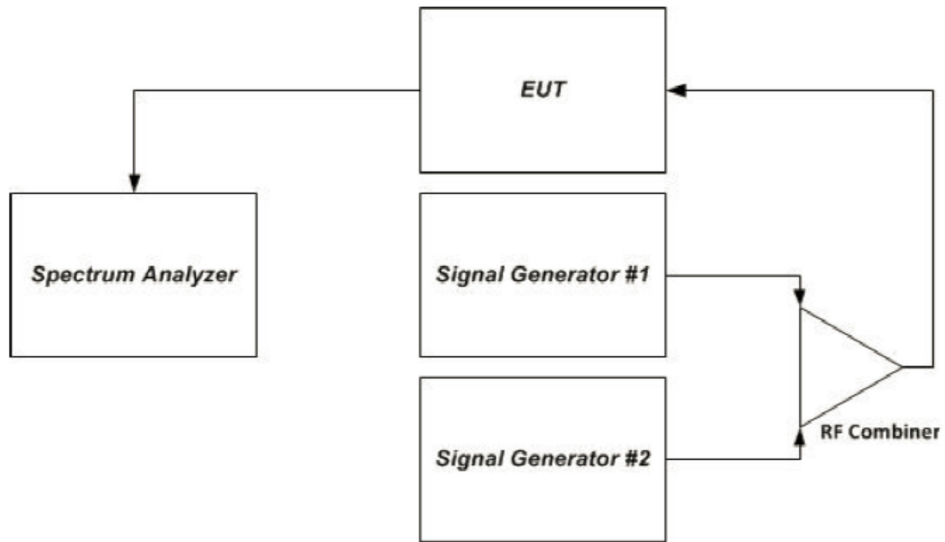 EUT
Spectrum Analyzer
Signal Generator #1
Signal Generator #2
RF Combiner